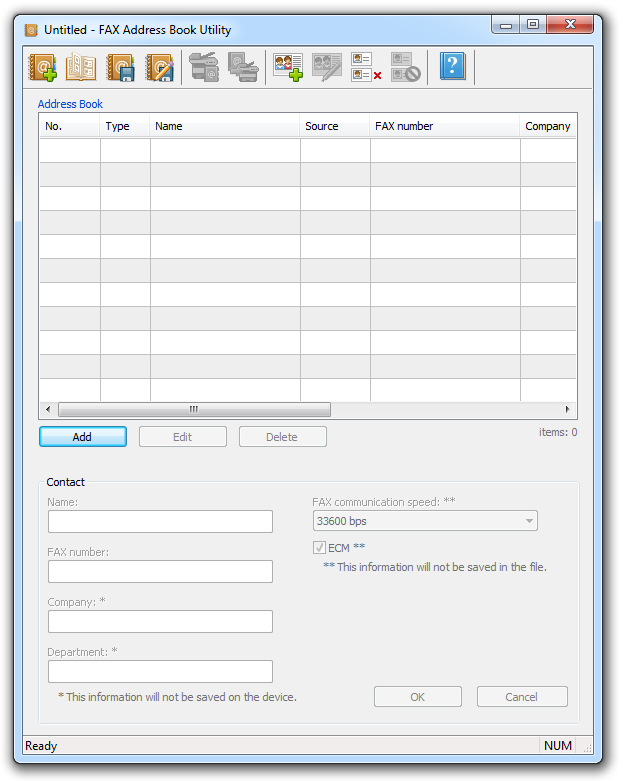 Untitled - FAX Address Book Utility
Address Book
No. Type Name Source FAX number Company
Add Edit Delete items: 0
Contact
Name: FAX communication speed: **
33600 bps
FAX number: ECM **
** This information will not be saved in the file.
Company: *
Department: *
* This information will not be saved on the device. OK Cancel
Ready NUM